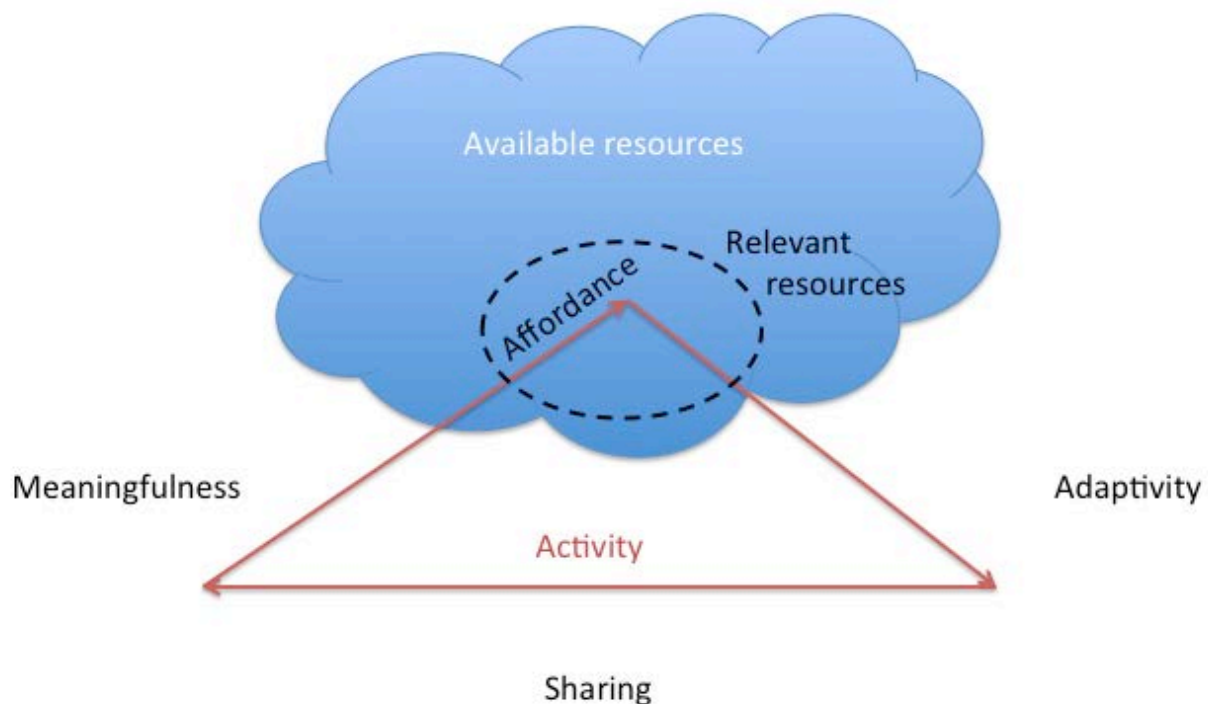 Available resources
Relevant
resources
Affordance
Meaningfulness
Adaptivity
Activity
Sharing